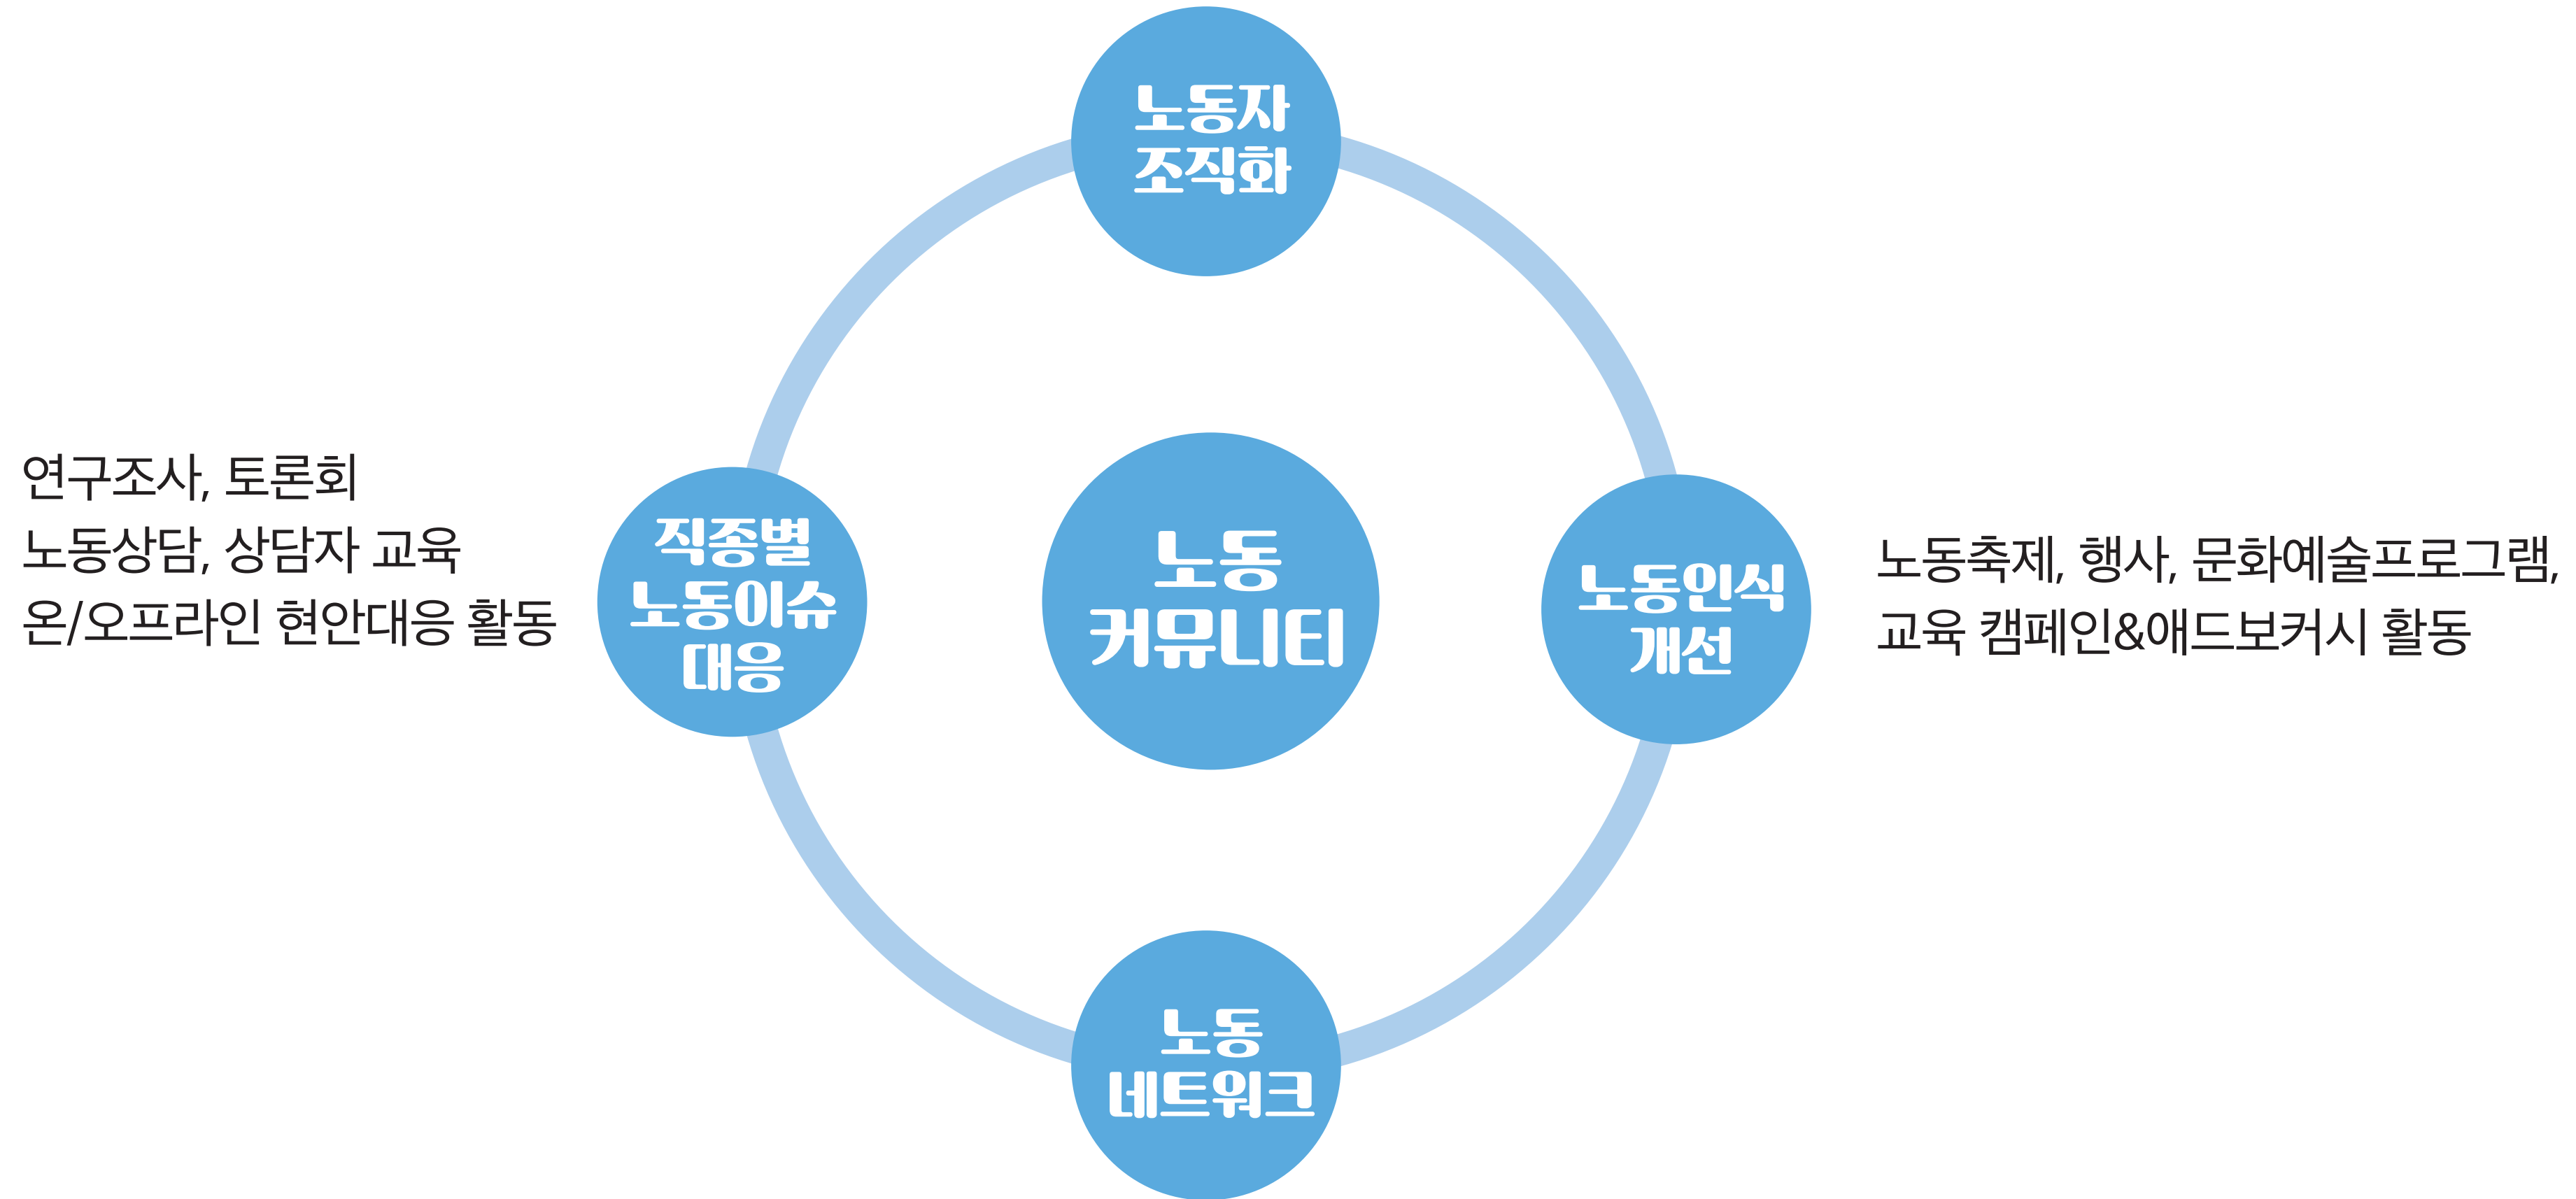 노동자
조직화
연구조사, 토론회
노동상담, 상담자 교육
온/오프라인 현안대응 활동
직종별
노동이슈
대응
노동
커뮤니티
노동인식
개선
노동축제, 행사, 문화예술프로그램,
교육 캠페인&애드보커시 활동
노동
네트워크